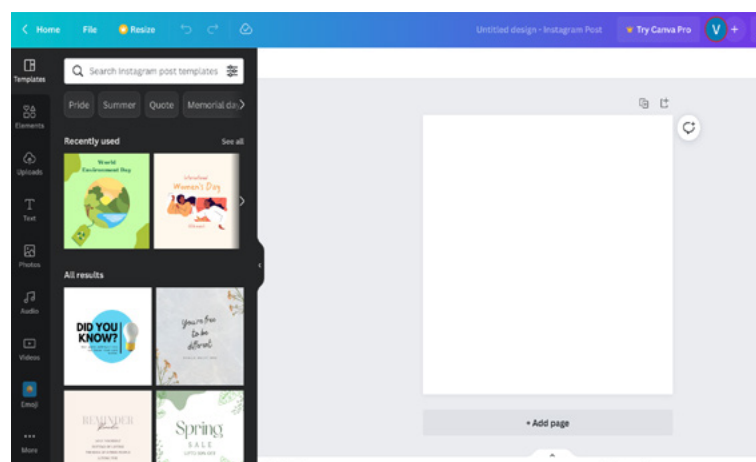 Home File Resize Untitled design - Instagram Post Try Canva Pro V +
Templates
Elements
Uploads
Text
Photos
Audio
Videos
Emoji
More
Search Instagram post templates
Pride Summer Quote Memorial day
Recently used See all
World
Environment Day
International
Women's Day
All results
DID YOU
KNOW?
You're free
to be
different
REMINDER
Spring
SALE
+ Add page